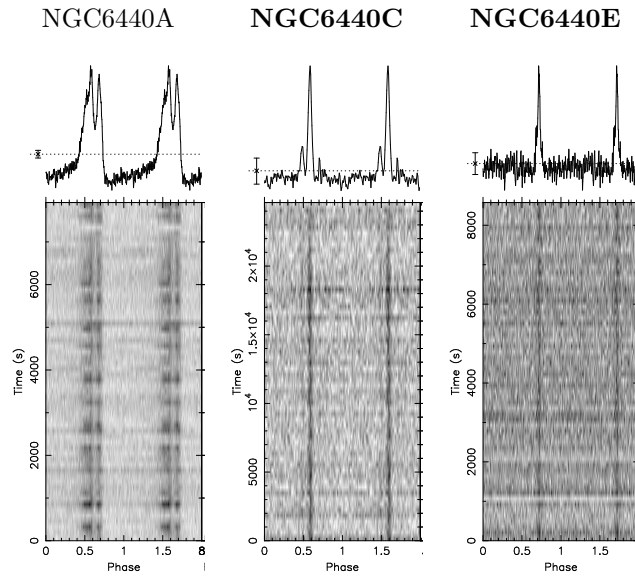 NGC6440A NGC6440C NGC6440E
Time (s)
0 2000 4000 6000
0 0.5 1 1.5 8
Phase
Time (s)
0 5000 10⁴ 1.5×10⁴ 2×10⁴
0 0.5 1 1.5
Phase
Time (s)
0 2000 4000 6000 8000
0 0.5 1 1.5
Phase